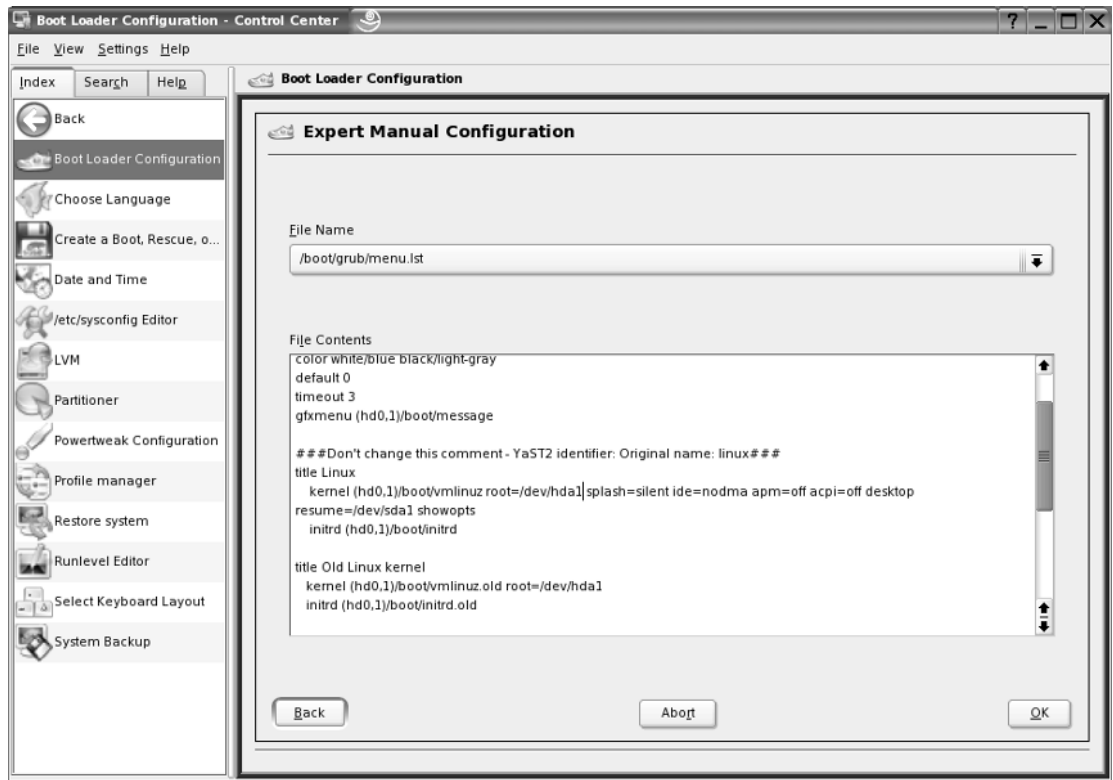 Boot Loader Configuration - Control Center
File View Settings Help
Index Search Help
Back
Boot Loader Configuration
Choose Language
Create a Boot, Rescue, o...
Date and Time
/etc/sysconfig Editor
LVM
Partitioner
Powertweak Configuration
Profile manager
Restore system
Runlevel Editor
Select Keyboard Layout
System Backup
Boot Loader Configuration
Expert Manual Configuration
File Name
/boot/grub/menu.lst
File Contents
color white/blue black/light-gray
default 0
timeout 3
gfxmenu (hd0,1)/boot/message
###Don't change this comment - YaST2 identifier: Original name: linux###
title Linux
kernel (hd0,1)/boot/vmlinuz root=/dev/hda1 splash=silent ide=nodma apm=off acpi=off desktop
resume=/dev/sda1 showopts
initrd (hd0,1)/boot/initrd
title Old Linux kernel
kernel (hd0,1)/boot/vmlinuz.old root=/dev/hda1
initrd (hd0,1)/boot/initrd.old
Back Abort OK